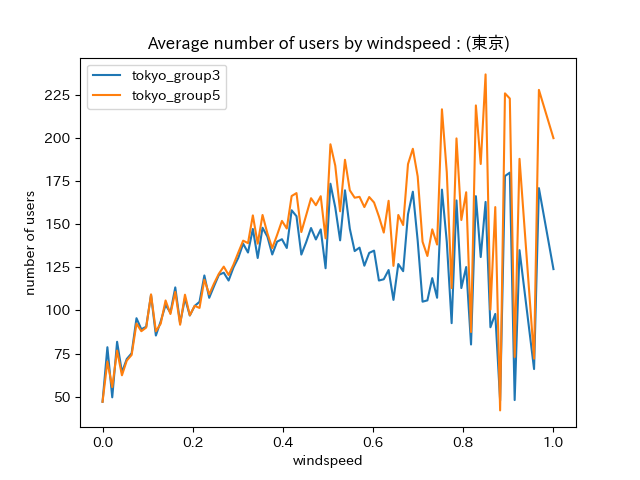 Average number of users by windspeed : (東京)
tokyo_group3
tokyo_group5
number of users
225
200
175
150
125
100
75
50
0.0 0.2 0.4 0.6 0.8 1.0
windspeed